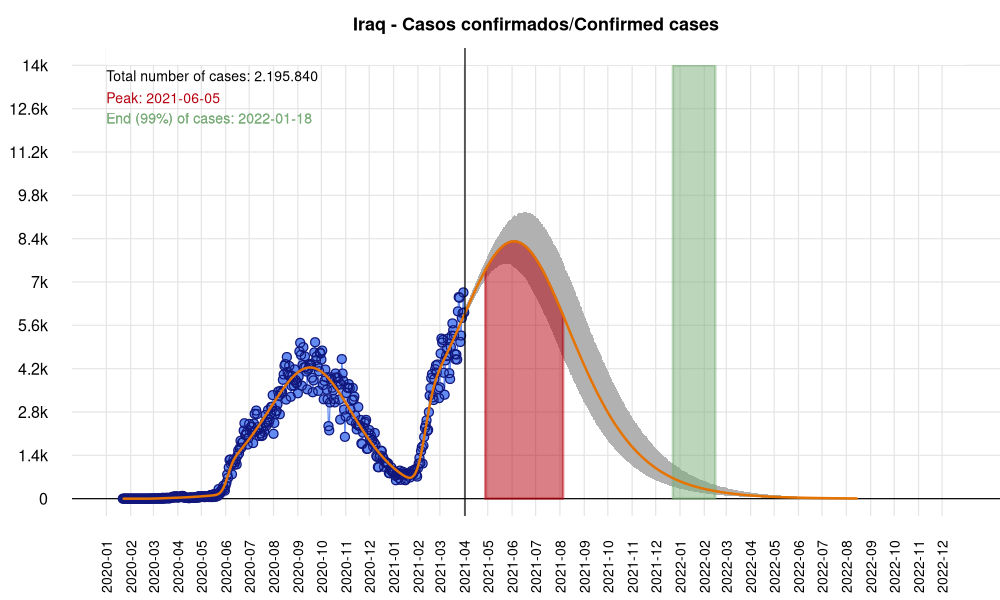 Iraq - Casos confirmados/Confirmed cases
Total number of cases: 2.195.840
Peak: 2021-06-05
End (99%) of cases: 2022-01-18
14k
12.6k
11.2k
9.8k
8.4k
7k
5.6k
4.2k
2.8k
1.4k
0
2020-01
2020-02
2020-03
2020-04
2020-05
2020-06
2020-07
2020-08
2020-09
2020-10
2020-11
2020-12
2021-01
2021-02
2021-03
2021-04
2021-05
2021-06
2021-07
2021-08
2021-09
2021-10
2021-11
2021-12
2022-01
2022-02
2022-03
2022-04
2022-05
2022-06
2022-07
2022-08
2022-09
2022-10
2022-11
2022-12